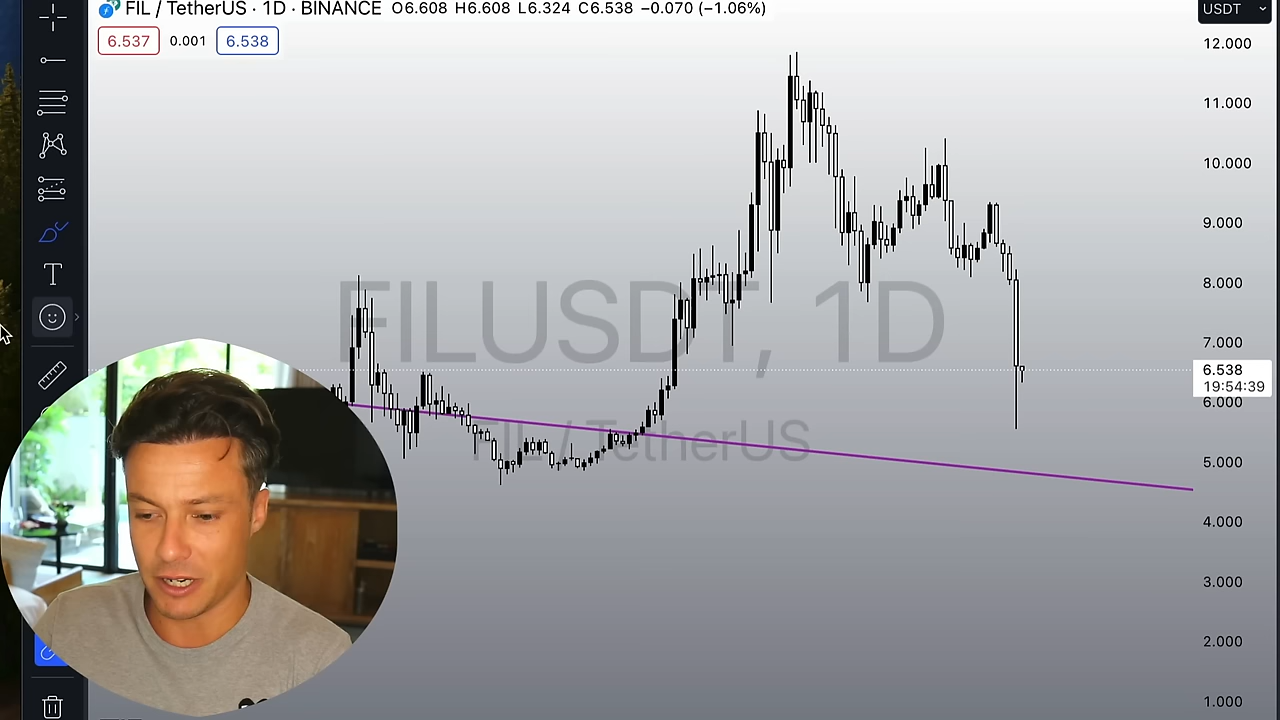 FIL / TetherUS · 1D · BINANCE O6.608 H6.608 L6.324 C6.538 −0.070 (−1.06%)
USDT
6.537 0.001 6.538
12.000
11.000
10.000
9.000
8.000
7.000
6.538
19:54:39
6.000
5.000
4.000
3.000
2.000
1.000
T
FILUSDT, 1D
FIL / TetherUS